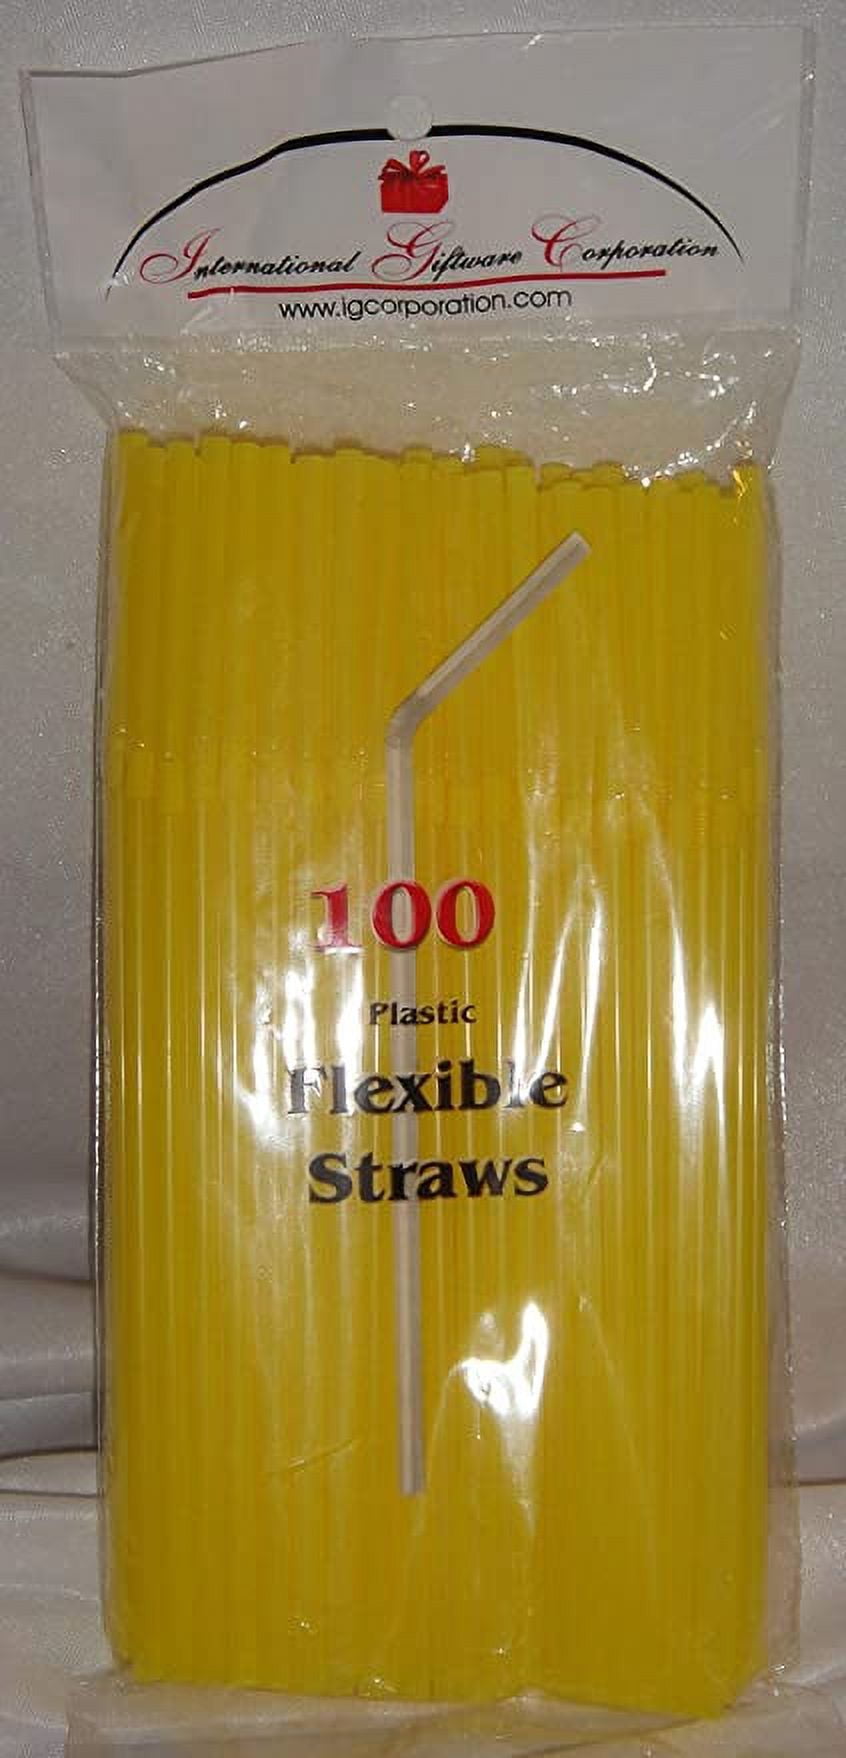 International Giftware Corporation
www.igcorporation.com
100
Plastic
Flexible
Straws